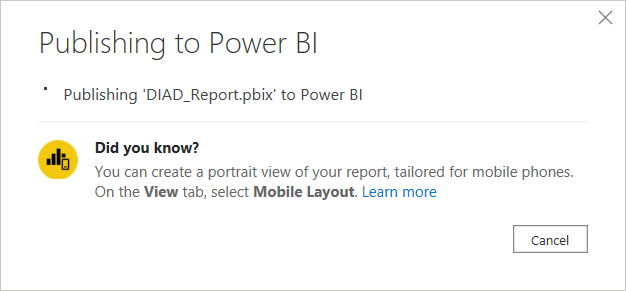 Publishing to Power BI
Publishing 'DIAD_Report.pbix' to Power BI
Did you know?
You can create a portrait view of your report, tailored for mobile phones.
On the View tab, select Mobile Layout. Learn more
Cancel